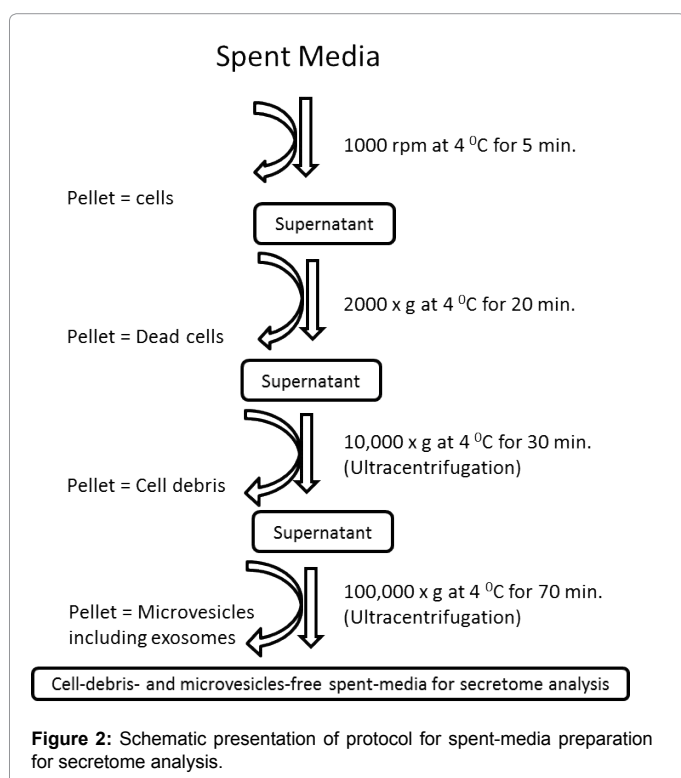 Spent Media
1000 rpm at 4 ⁰C for 5 min.
Pellet = cells
Supernatant
2000 x g at 4 ⁰C for 20 min.
Pellet = Dead cells
Supernatant
10,000 x g at 4 ⁰C for 30 min.
(Ultracentrifugation)
Pellet = Cell debris
Supernatant
100,000 x g at 4 ⁰C for 70 min.
(Ultracentrifugation)
Pellet = Microvesicles
including exosomes
Cell-debris- and microvesicles-free spent-media for secretome analysis
Figure 2: Schematic presentation of protocol for spent-media preparation
for secretome analysis.